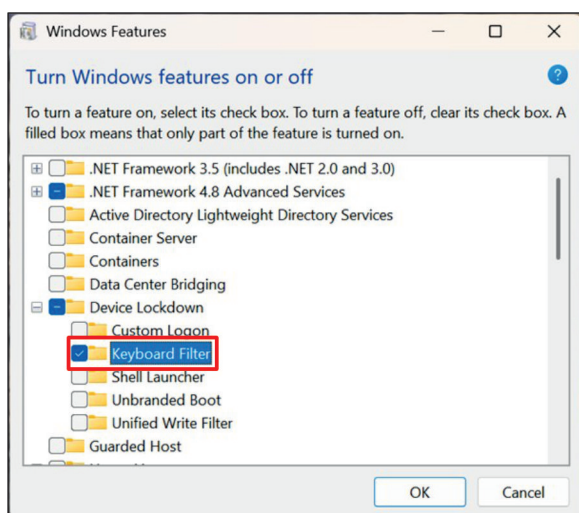 Windows Features
Turn Windows features on or off
?
To turn a feature on, select its check box. To turn a feature off, clear its check box. A
filled box means that only part of the feature is turned on.
.NET Framework 3.5 (includes .NET 2.0 and 3.0)
.NET Framework 4.8 Advanced Services
Active Directory Lightweight Directory Services
Container Server
Containers
Data Center Bridging
Device Lockdown
Custom Logon
Keyboard Filter
Shell Launcher
Unbranded Boot
Unified Write Filter
Guarded Host
OK
Cancel